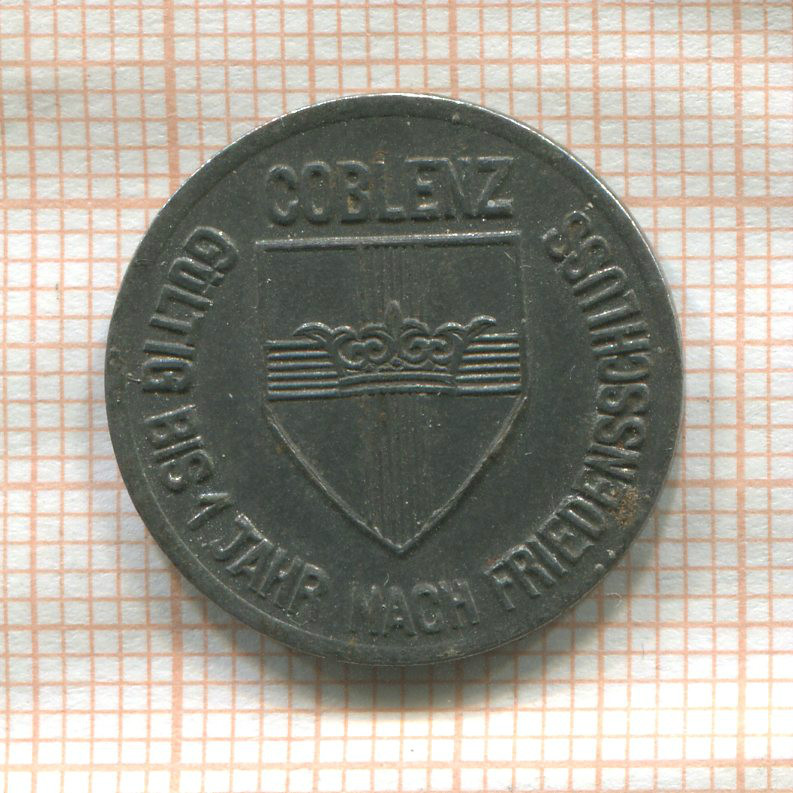 COBLENZ
GÜLTIG BIS 1 JAHR NACH FRIEDENSSCHLUSS